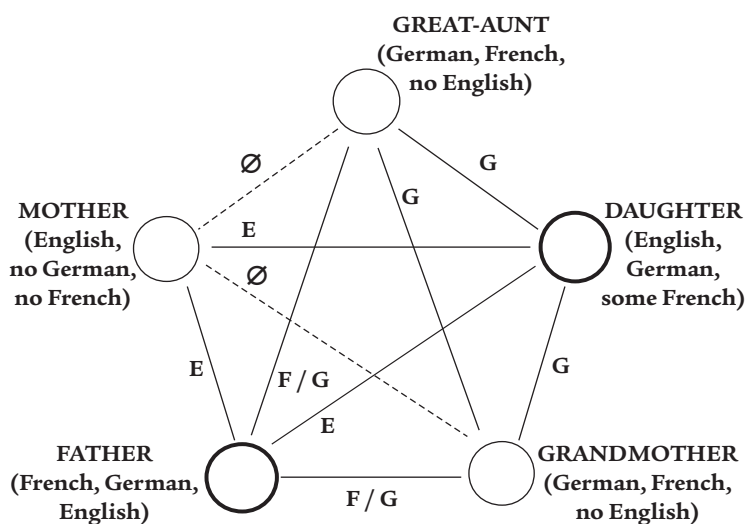 GREAT-AUNT
(German, French,
no English)
Ø
G
G
MOTHER
(English,
no German,
no French)
E
DAUGHTER
(English,
German,
some French)
Ø
E
F / G
G
E
FATHER
(French, German,
English)
F / G
GRANDMOTHER
(German, French,
no English)